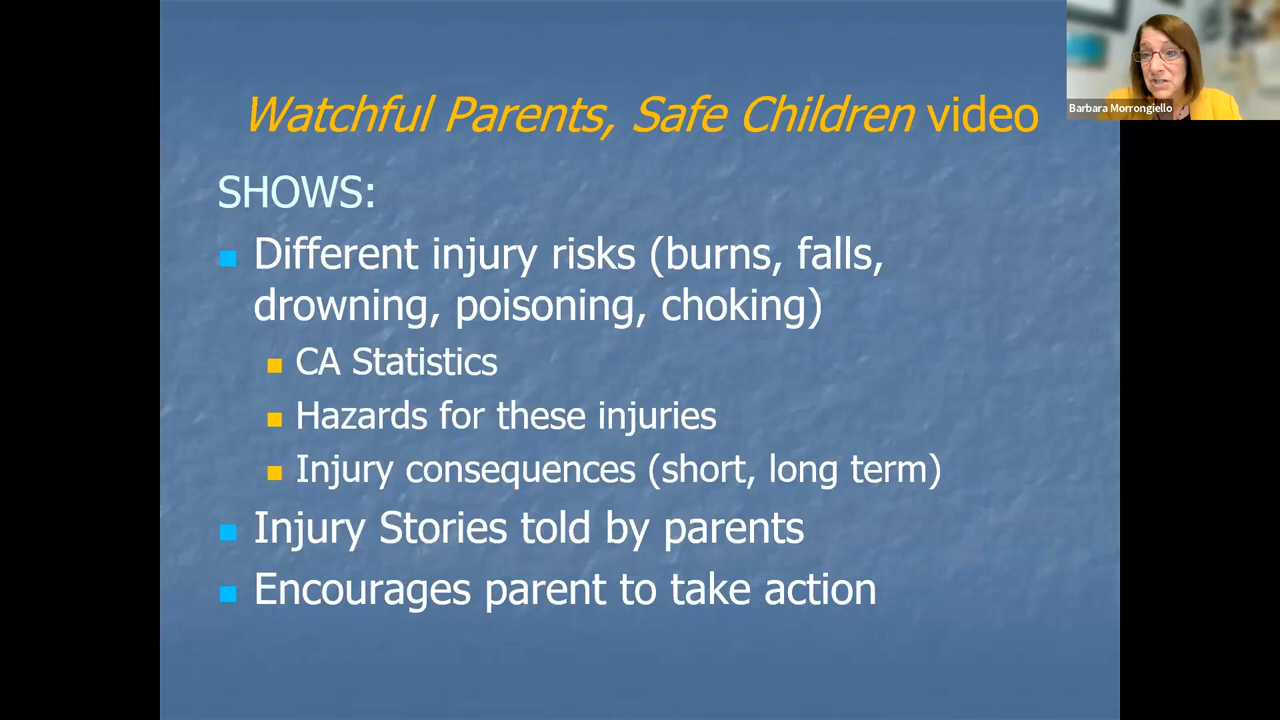 Watchful Parents, Safe Children video
Barbara Morrongiello
SHOWS:
Different injury risks (burns, falls,
drowning, poisoning, choking)
CA Statistics
Hazards for these injuries
Injury consequences (short, long term)
Injury Stories told by parents
Encourages parent to take action